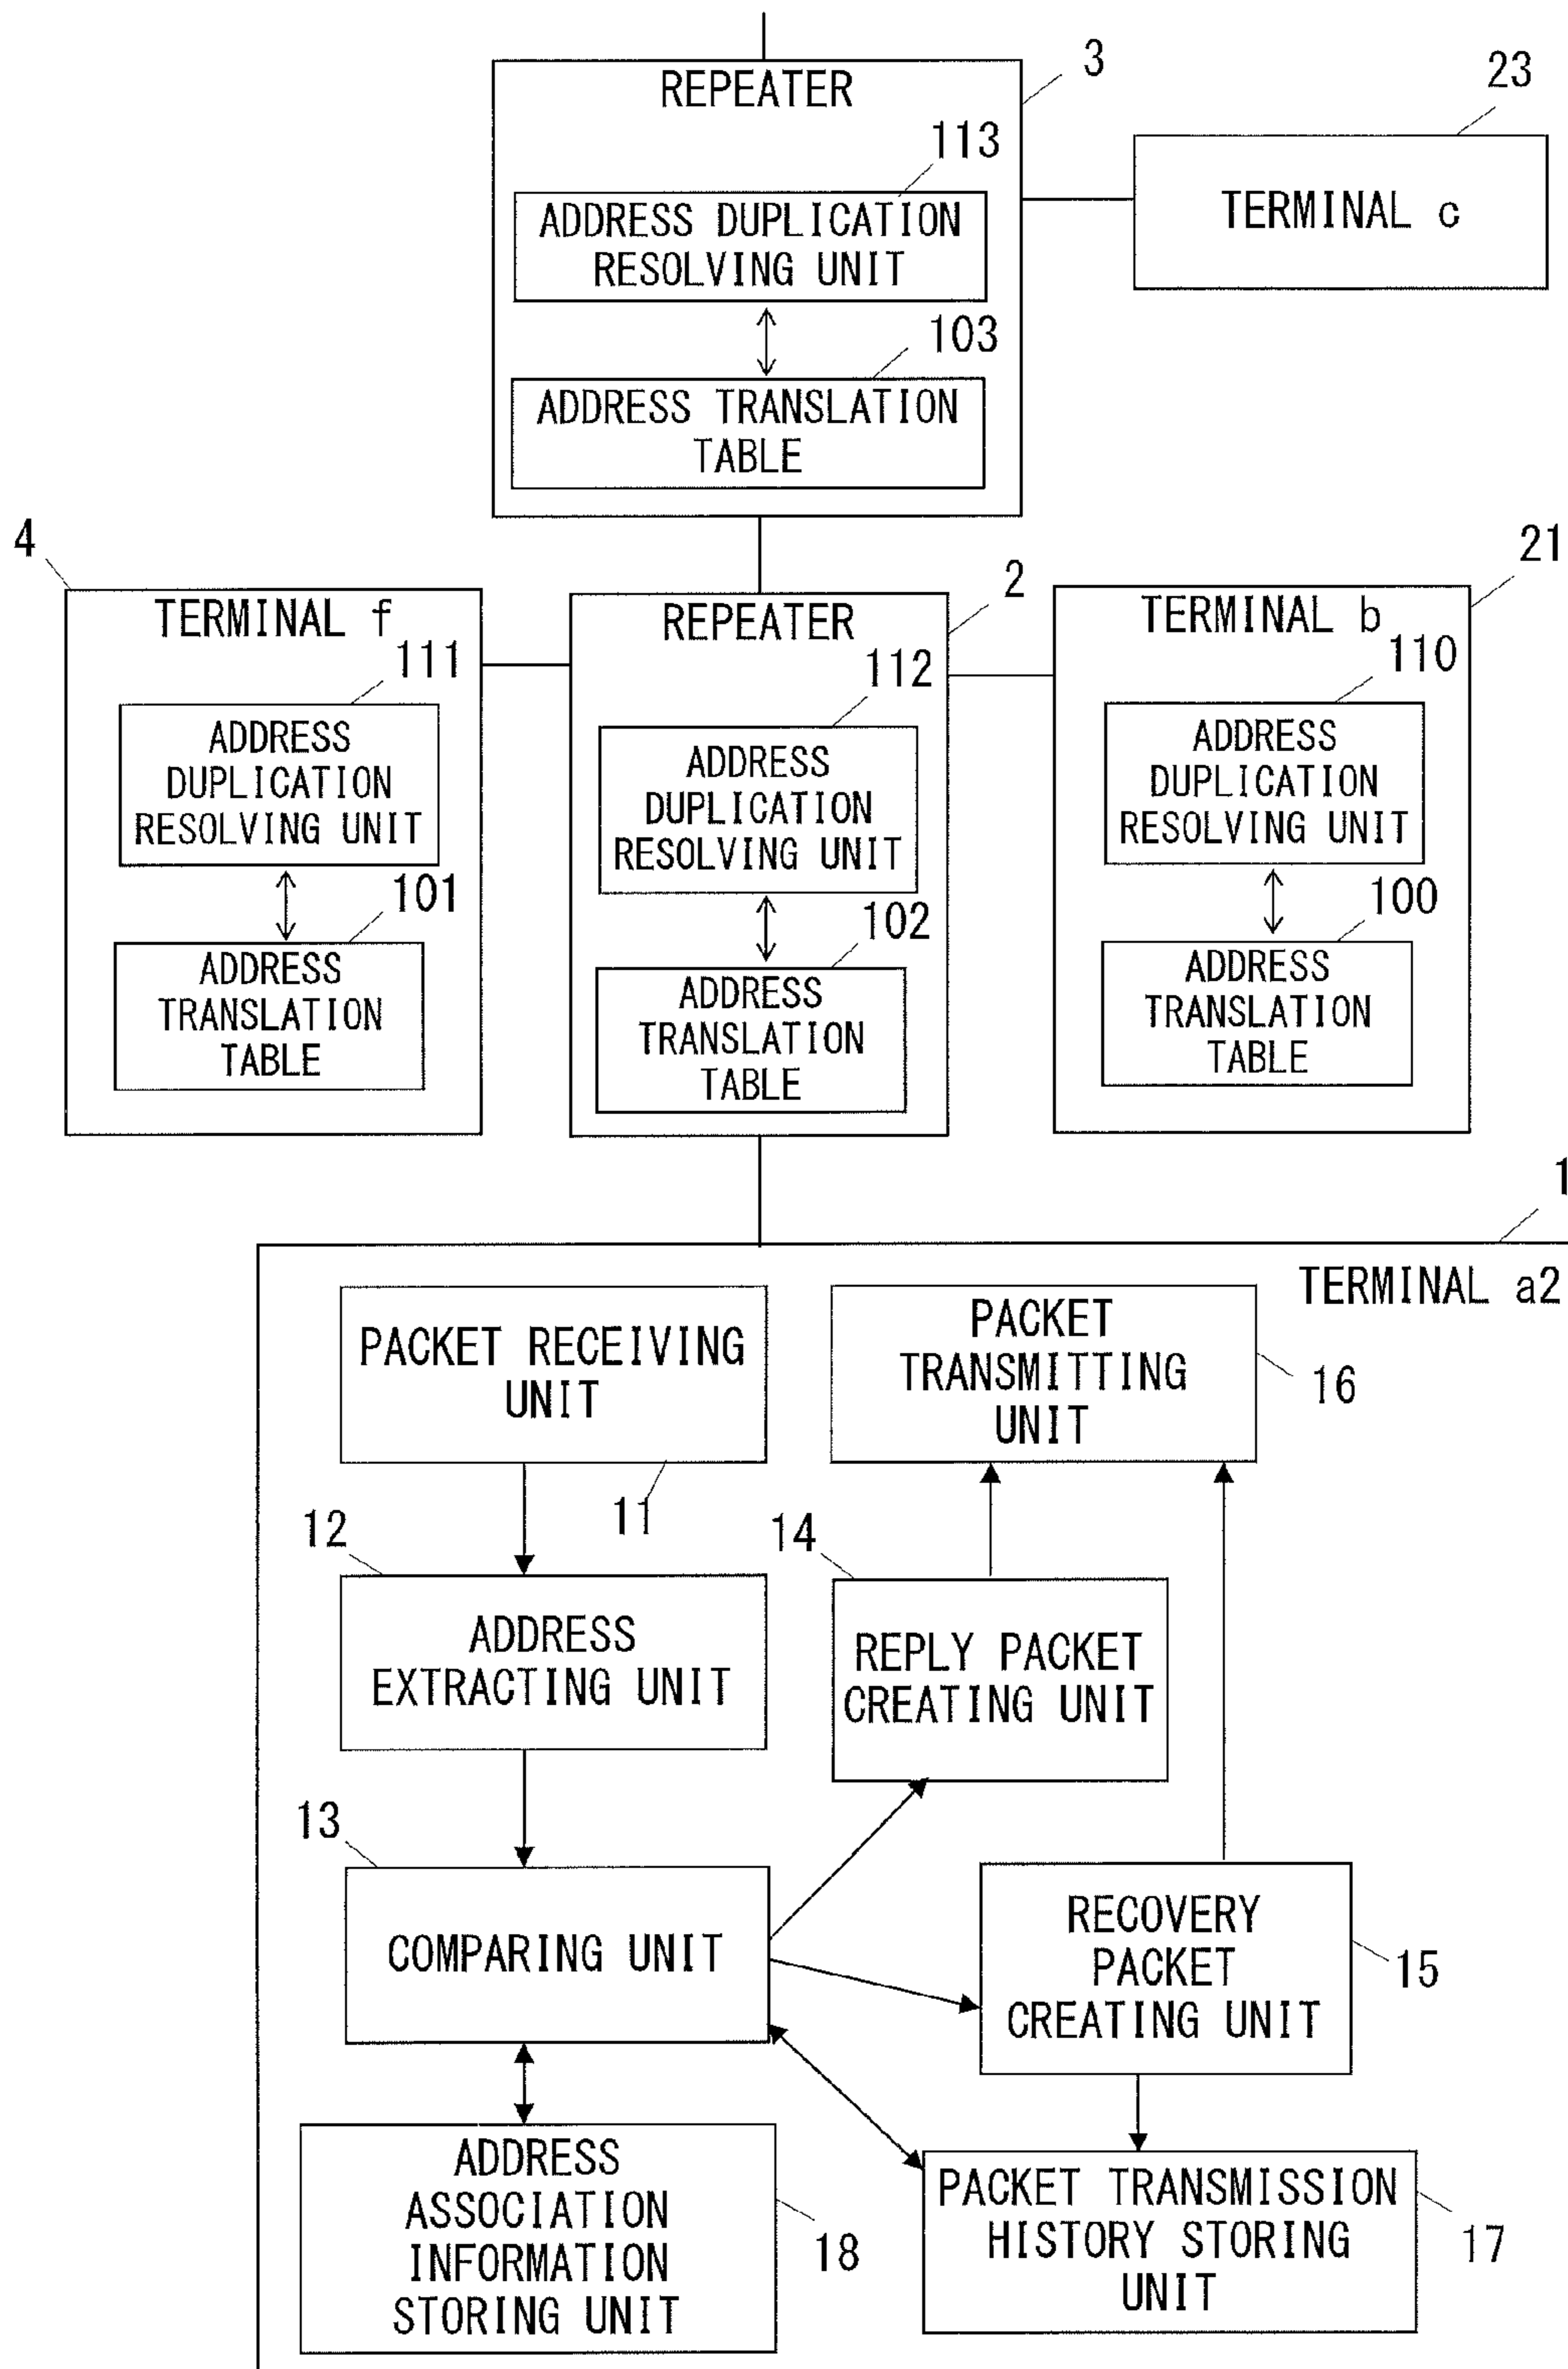 3
REPEATER
23
113
ADDRESS DUPLICATION
RESOLVING UNIT
TERMINAL c
103
ADDRESS TRANSLATION
TABLE
4
TERMINAL f
111
ADDRESS
DUPLICATION
RESOLVING UNIT
101
ADDRESS
TRANSLATION
TABLE
2
REPEATER
112
ADDRESS
DUPLICATION
RESOLVING UNIT
102
ADDRESS
TRANSLATION
TABLE
21
TERMINAL b
110
ADDRESS
DUPLICATION
RESOLVING UNIT
100
ADDRESS
TRANSLATION
TABLE
1
TERMINAL a2
PACKET RECEIVING
UNIT
11
PACKET
TRANSMITTING
UNIT
16
12
ADDRESS
EXTRACTING UNIT
14
REPLY PACKET
CREATING UNIT
13
COMPARING UNIT
RECOVERY
PACKET
CREATING UNIT
15
ADDRESS
ASSOCIATION
INFORMATION
STORING UNIT
18
PACKET TRANSMISSION
HISTORY STORING
UNIT
17